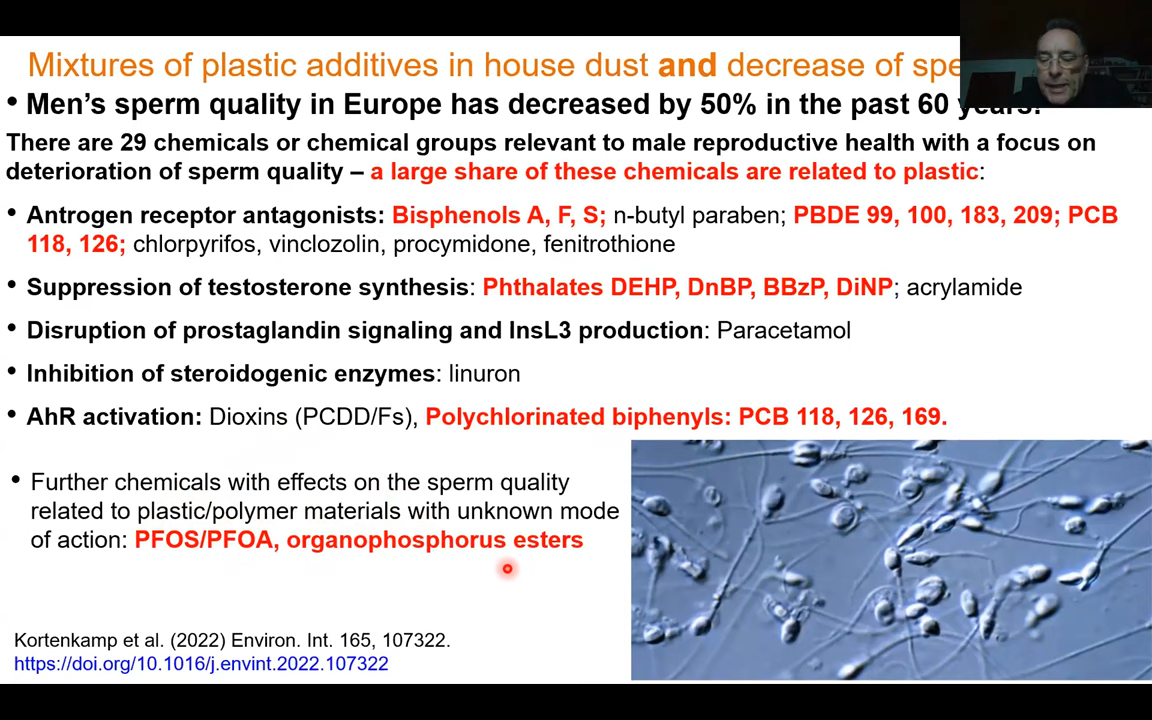 Mixtures of plastic additives in house dust and decrease of
• Men's sperm quality in Europe has decreased by 50% in the past 60 years!
There are 29 chemicals or chemical groups relevant to male reproductive health with a focus on
deterioration of sperm quality – a large share of these chemicals are related to plastic:
• Antrogen receptor antagonists: Bisphenols A, F, S; n-butyl paraben; PBDE 99, 100, 183, 209; PCB
118, 126; chlorpyrifos, vinclozolin, procymidone, fenitrothione
• Suppression of testosterone synthesis: Phthalates DEHP, DnBP, BBzP, DiNP; acrylamide
• Disruption of prostaglandin signaling and InsL3 production: Paracetamol
• Inhibition of steroidogenic enzymes: linuron
• AhR activation: Dioxins (PCDD/Fs), Polychlorinated biphenyls: PCB 118, 126, 169.
• Further chemicals with effects on the sperm quality
related to plastic/polymer materials with unknown mode
of action: PFOS/PFOA, organophosphorus esters
Kortenkamp et al. (2022) Environ. Int. 165, 107322.
https://doi.org/10.1016/j.envint.2022.107322